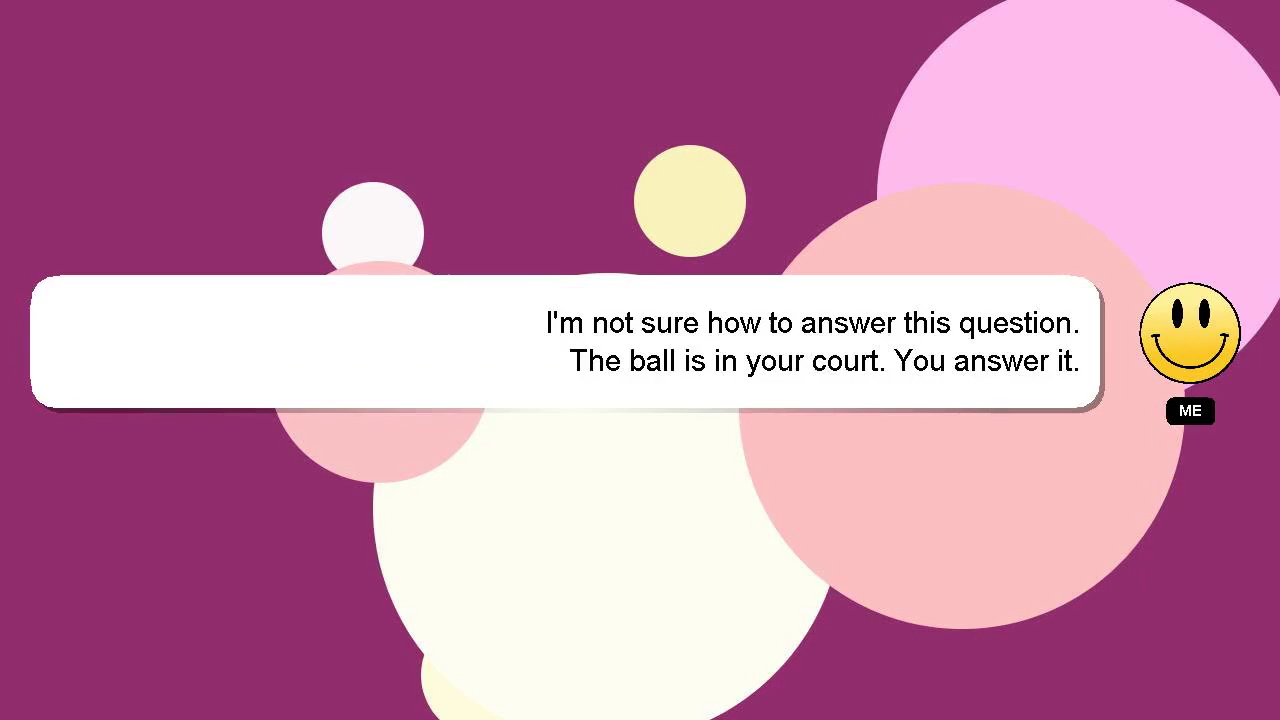 I'm not sure how to answer this question.
The ball is in your court. You answer it.
ME